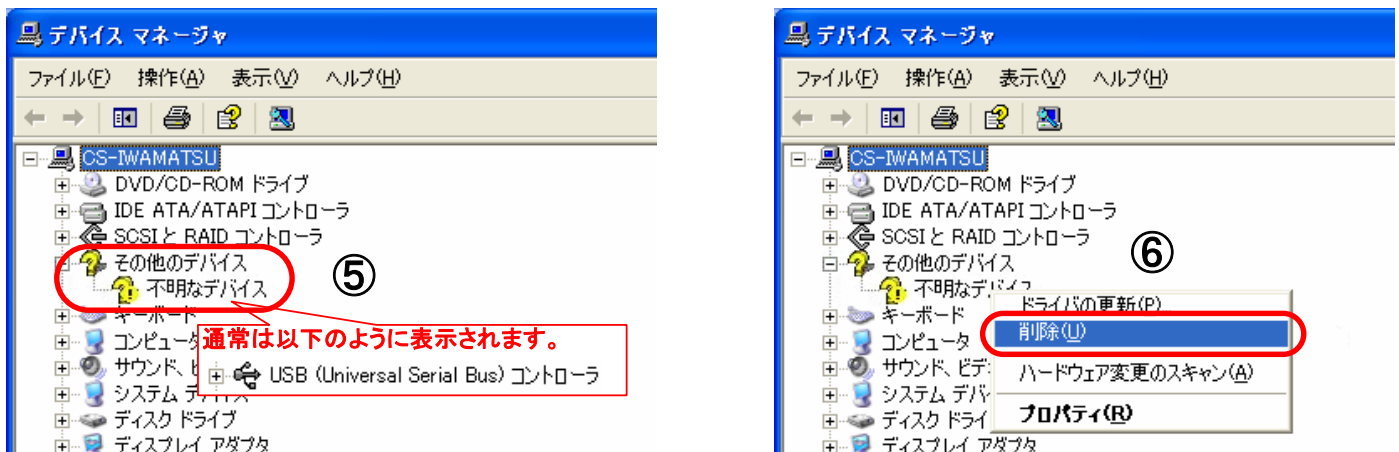 デバイス マネージャ
ファイル(F) 操作(A) 表示(V) ヘルプ(H)
CS-IWAMATSU
DVD/CD-ROM ドライブ
IDE ATA/ATAPI コントローラ
SCSI と RAID コントローラ
その他のデバイス
不明なデバイス
⑤
キーボード
コンピュータ
サウンド、ビ
システム デバイス
ディスク ドライブ
ディスプレイ アダプタ
通常は以下のように表示されます。
USB (Universal Serial Bus) コントローラ
デバイス マネージャ
ファイル(F) 操作(A) 表示(V) ヘルプ(H)
CS-IWAMATSU
DVD/CD-ROM ドライブ
IDE ATA/ATAPI コントローラ
SCSI と RAID コントローラ
その他のデバイス
不明なデバイス
⑥
キーボード
コンピュータ
サウンド、ビデ
システム デバ
ディスク ドライ
ディスプレイ アダプタ
ドライバの更新(P)...
削除(U)
ハードウェア変更のスキャン(A)
プロパティ(R)